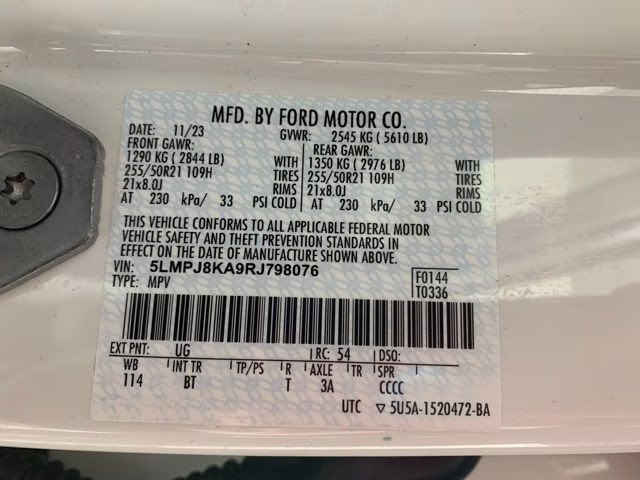 MFD. BY FORD MOTOR CO.
DATE: 11/23 GVWR: 2545 KG ( 5610 LB)
FRONT GAWR: REAR GAWR:
1290 KG ( 2844 LB) WITH 1350 KG ( 2976 LB) WITH
255/50R21 109H TIRES 255/50R21 109H TIRES
21x8.0J RIMS 21x8.0J RIMS
AT 230 kPa/ 33 PSI COLD AT 230 kPa/ 33 PSI COLD
THIS VEHICLE CONFORMS TO ALL APPLICABLE FEDERAL MOTOR
VEHICLE SAFETY AND THEFT PREVENTION STANDARDS IN
EFFECT ON THE DATE OF MANUFACTURE SHOWN ABOVE.
VIN: 5LMPJ8KA9RJ798076 F0144
TYPE: MPV T0336
EXT PNT: UG RC: 54 DSO:
WB INT TR TP/PS R AXLE TR SPR
114 BT T 3A CCCC
UTC 5U5A-1520472-BA